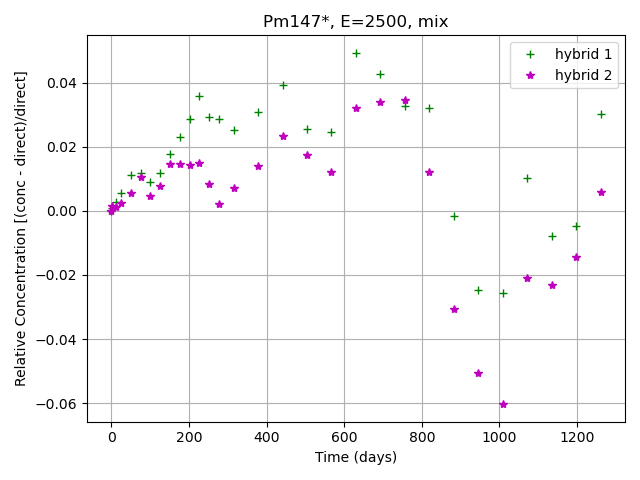 Pm147*, E=2500, mix
hybrid 1
hybrid 2
Relative Concentration [(conc - direct)/direct]
0.04
0.02
0.00
−0.02
−0.04
−0.06
0
200
400
600
800
1000
1200
Time (days)